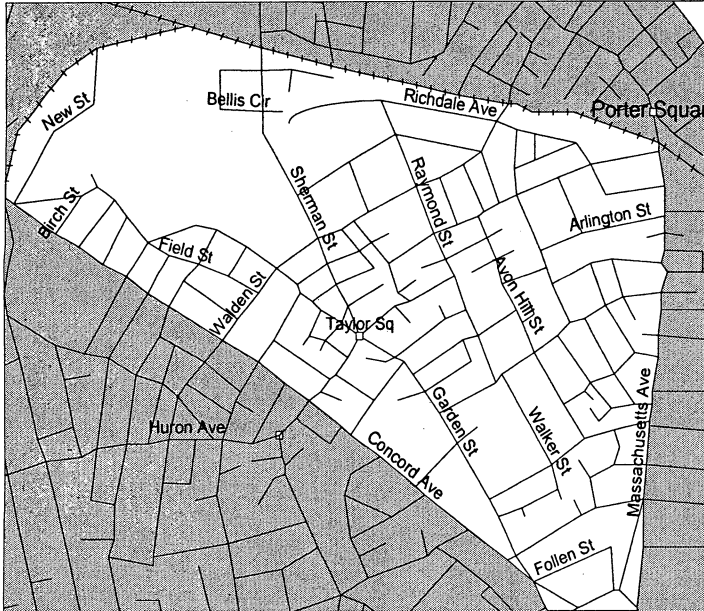 Bellis Cir
Richdale Ave
Porter Squar
New St
Birch St
Sherman St
Raymond St
Arlington St
Field St
Walden St
Avon Hill St
Taylor Sq
Garden St
Walker St
Huron Ave
Concord Ave
Massachusetts Ave
Follen St